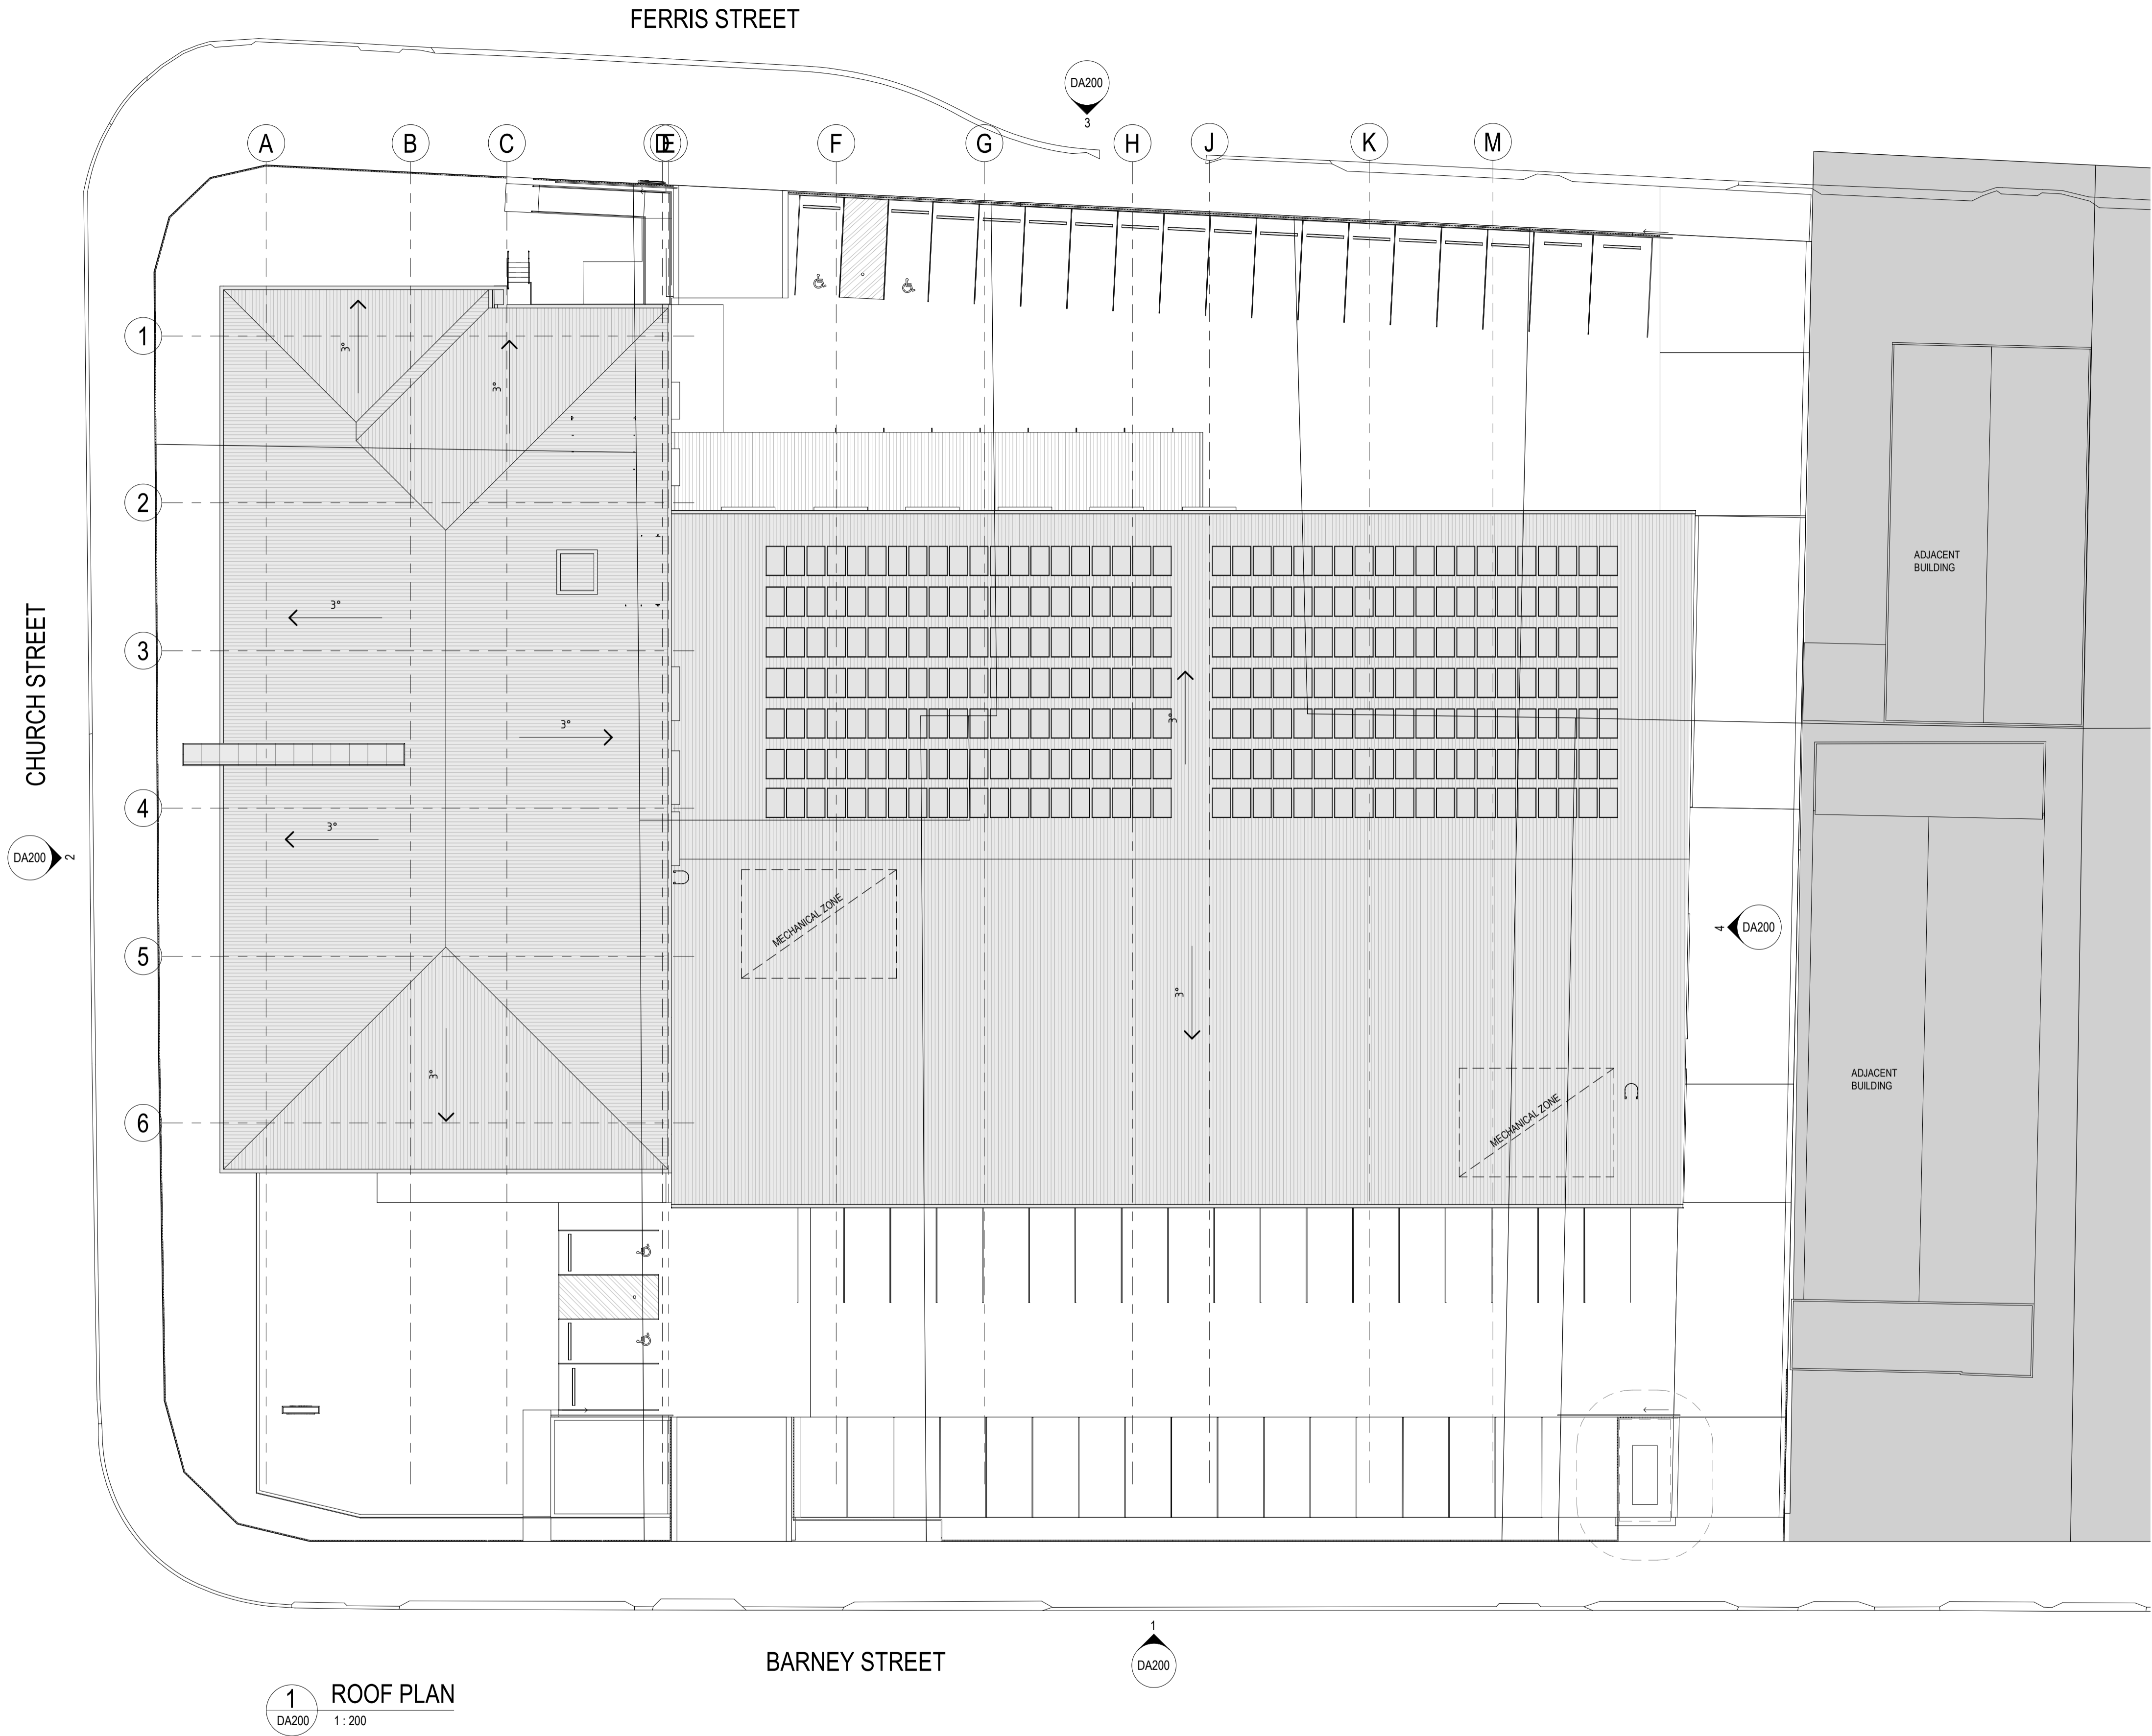 FERRIS STREET
DA200
3
A
B
C
D
E
F
G
H
J
K
M
1
3°
3°
2
ADJACENT
BUILDING
3
3°
3°
3°
CHURCH STREET
4
3°
DA200
2
MECHANICAL ZONE
4
DA200
5
3°
3°
ADJACENT
BUILDING
6
MECHANICAL ZONE
1
DA200
BARNEY STREET
1
DA200
ROOF PLAN
1 : 200